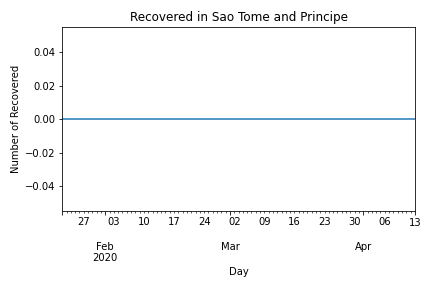 Recovered in Sao Tome and Principe
Number of Recovered
0.04
0.02
0.00
−0.02
−0.04
27 03 10 17 24 02 09 16 23 30 06 13
Feb Mar Apr
2020
Day